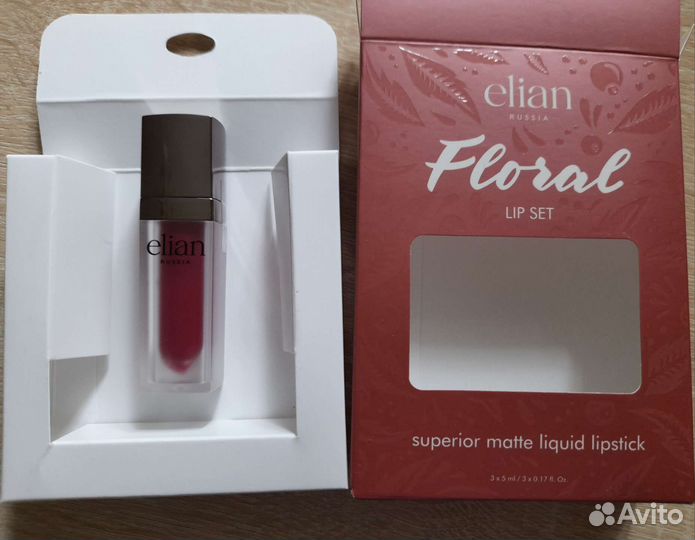 elian
RUSSIA
elian
RUSSIA
Floral
LIP SET
superior matte liquid lipstick
3 x 5 ml / 3 x 0.17 fl. Oz.
Avito